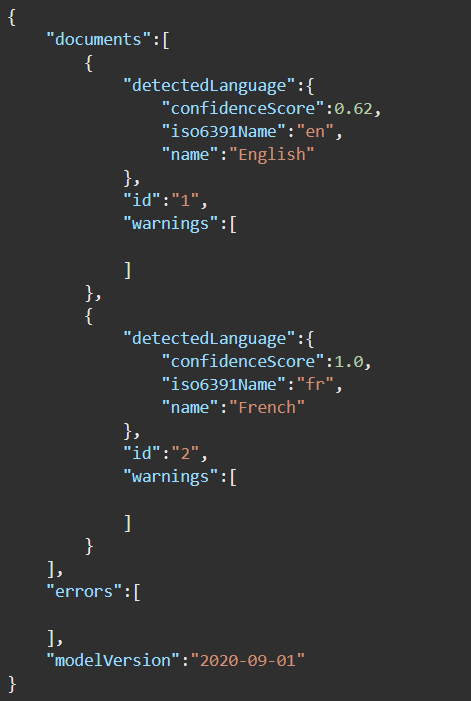 {
    "documents":[
        {
            "detectedLanguage":{
                "confidenceScore":0.62,
                "iso6391Name":"en",
                "name":"English"
            },
            "id":"1",
            "warnings":[

            ]
        },
        {
            "detectedLanguage":{
                "confidenceScore":1.0,
                "iso6391Name":"fr",
                "name":"French"
            },
            "id":"2",
            "warnings":[

            ]
        }
    ],
    "errors":[

    ],
    "modelVersion":"2020-09-01"
}